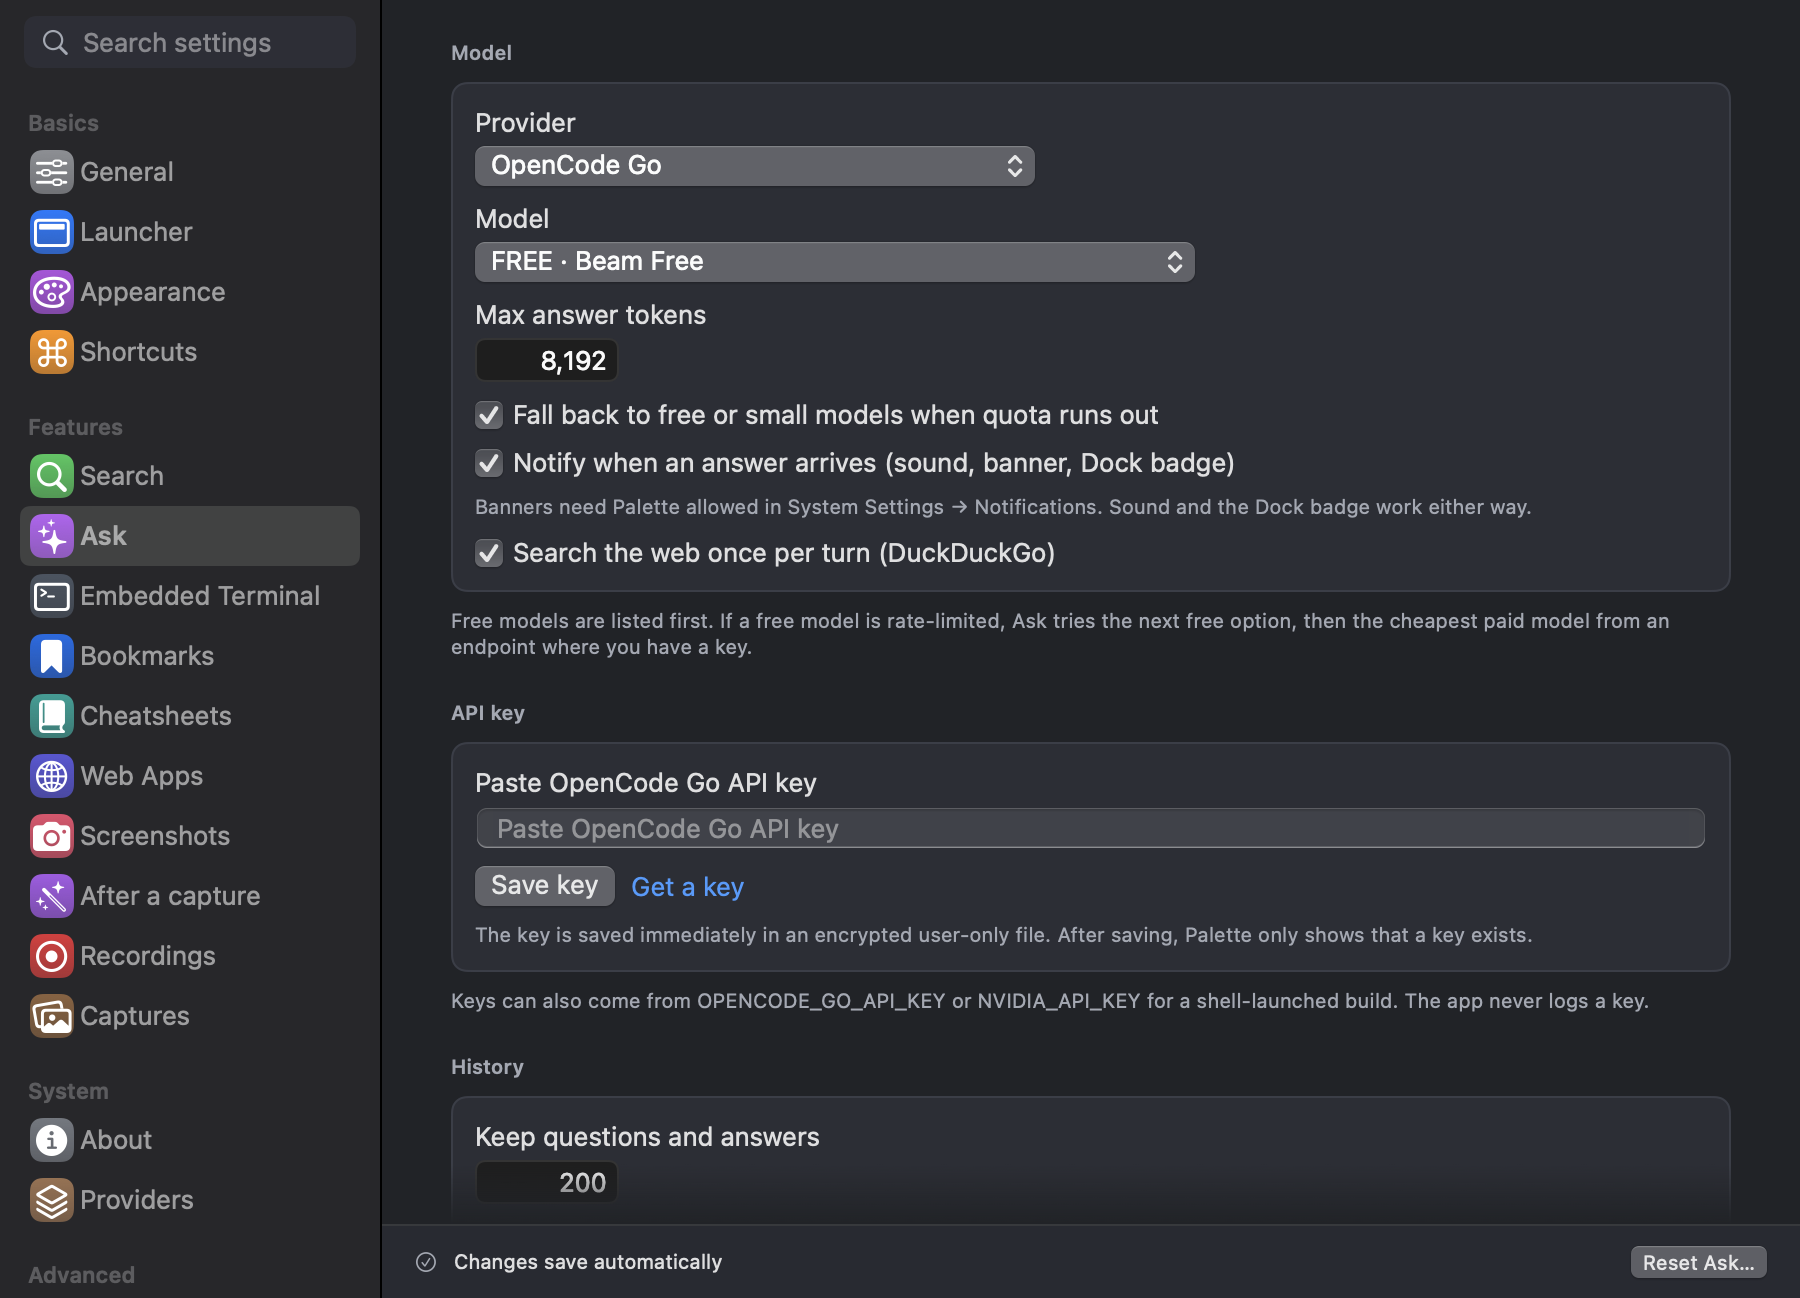 Search settings
Basics
General
Launcher
Appearance
Shortcuts
Features
Search
Ask
Embedded Terminal
Bookmarks
Cheatsheets
Web Apps
Screenshots
After a capture
Recordings
Captures
System
About
Providers
Advanced
Model
Provider
OpenCode Go
Model
FREE · Beam Free
Max answer tokens
8,192
Fall back to free or small models when quota runs out
Notify when an answer arrives (sound, banner, Dock badge)
Banners need Palette allowed in System Settings → Notifications. Sound and the Dock badge work either way.
Search the web once per turn (DuckDuckGo)
Free models are listed first. If a free model is rate-limited, Ask tries the next free option, then the cheapest paid model from an
endpoint where you have a key.
API key
Paste OpenCode Go API key
Paste OpenCode Go API key
Save key
Get a key
The key is saved immediately in an encrypted user-only file. After saving, Palette only shows that a key exists.
Keys can also come from OPENCODE_GO_API_KEY or NVIDIA_API_KEY for a shell-launched build. The app never logs a key.
History
Keep questions and answers
200
Changes save automatically
Reset Ask...